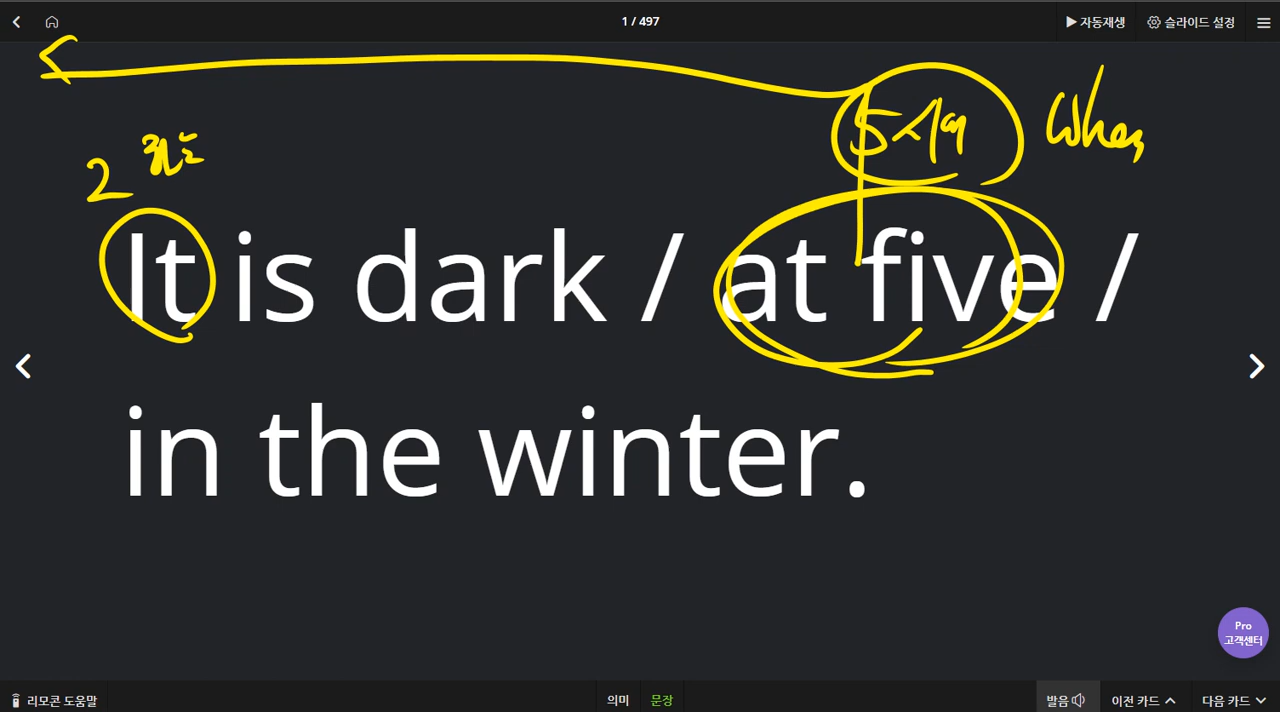 1 / 497
자동재생
슬라이드 설정
5시에 When
2
It is dark / at five /
in the winter.
Pro
고객센터
리모콘 도움말
의미
문장
발음
이전 카드
다음 카드